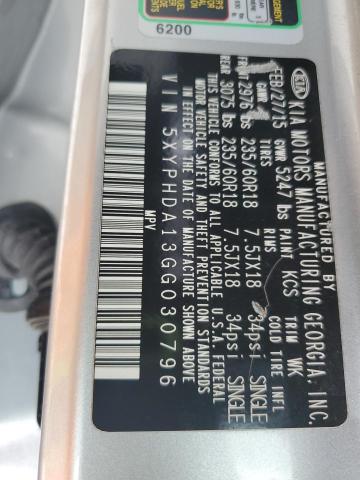 MANUFACTURED BY
KIA
KIA MOTORS MANUFACTURING GEORGIA, INC.
GVWR 5247 lbs PAINT KCS TRIM WK
GAWR TIRES RIMS COLD TIRE INFL
FRONT 2976 lbs 235/60R18 7.5JX18 34psi SINGLE
REAR 3075 lbs 235/60R18 7.5JX18 34psi SINGLE
THIS VEHICLE CONFORMS TO ALL APPLICABLE U.S.A. FEDERAL
MOTOR VEHICLE SAFETY AND THEFT PREVENTION STANDARDS
IN EFFECT ON THE DATE OF MANUFACTURE SHOWN ABOVE
MPV
VIN 5XYPHDA13GG030796
6200